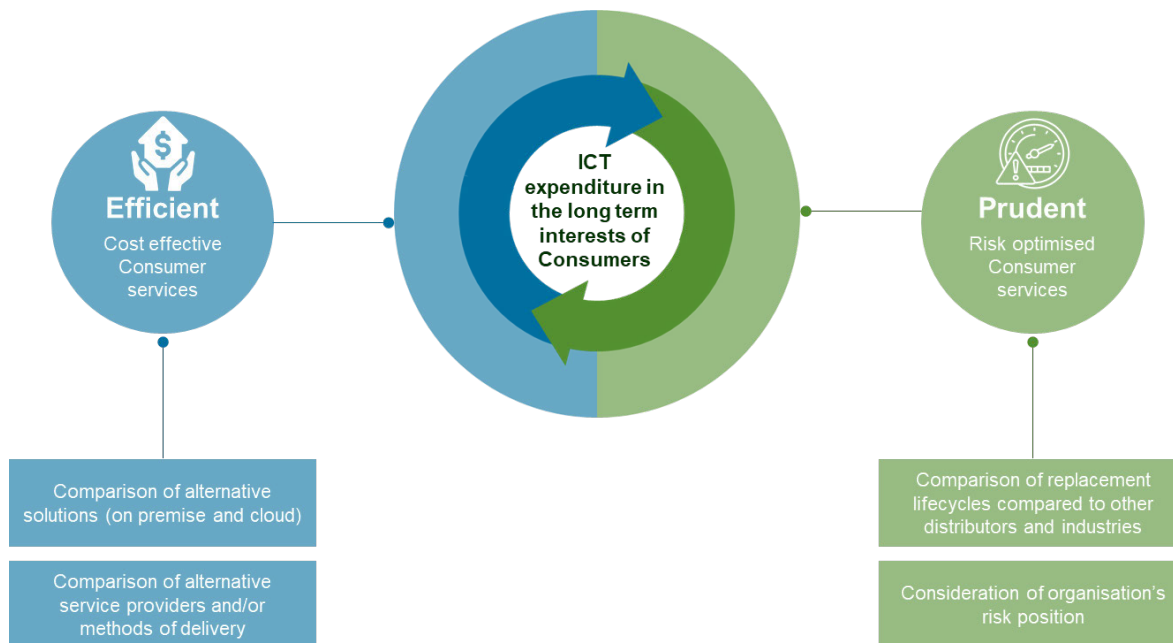 Efficient
Cost effective
Consumer
services
ICT
expenditure in
the long term
interests of
Consumers
Prudent
Risk optimised
Consumer
services
Comparison of alternative
solutions (on premise and cloud)
Comparison of alternative
service providers and/or
methods of delivery
Comparison of replacement
lifecycles compared to other
distributors and industries
Consideration of organisation's
risk position